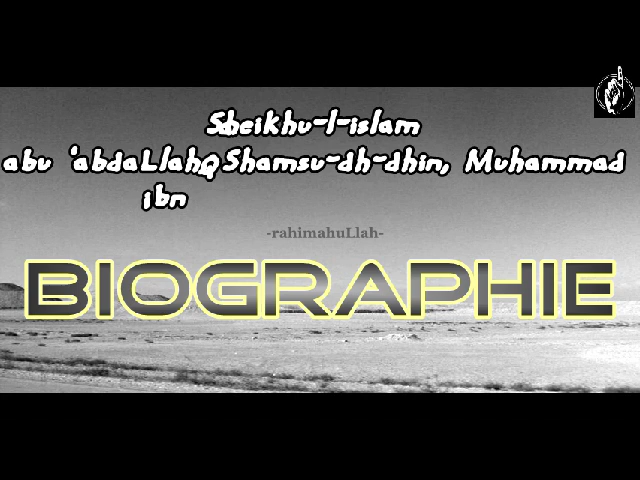 Sheikhu-l-islam
abu 'abdaLlah, Shamsu-dh-dhin, Muhammad
ibn
-rahimahuLlah-
BIOGRAPHIE